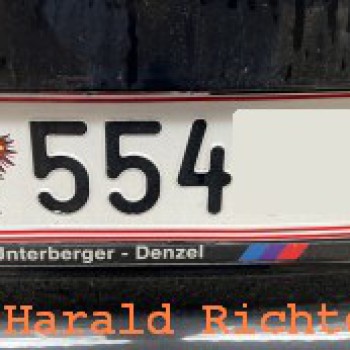 554
Unterberger - Denzel
Harald Richt